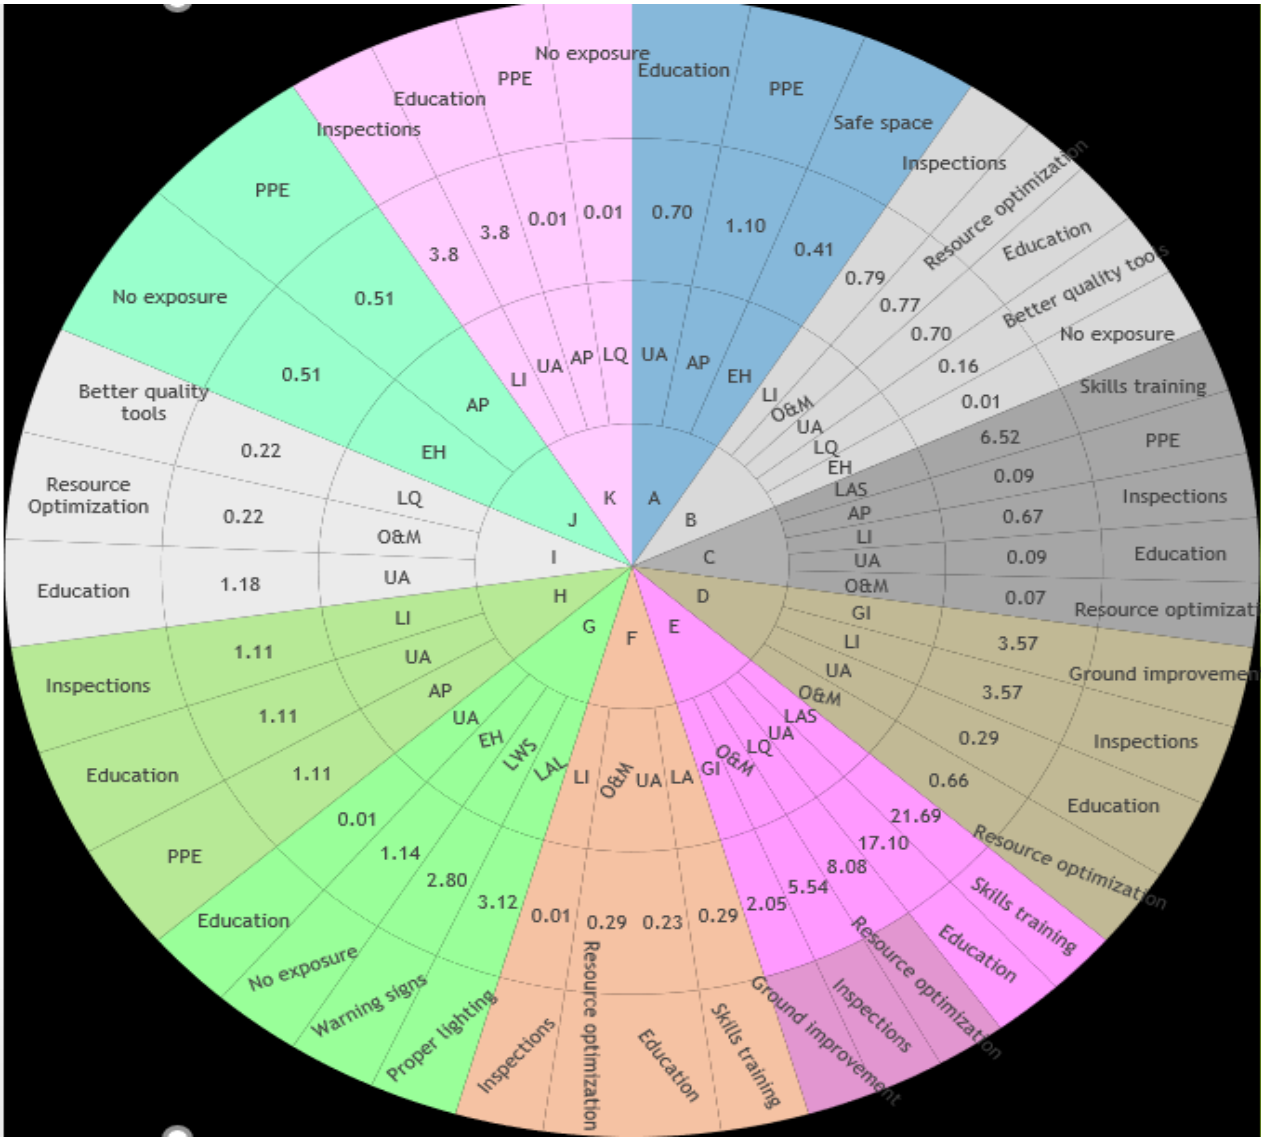 No exposure
Education
PPE
PPE
Education
Safe space
Inspections
Inspections
Resource optimization
PPE
Education
No exposure
Better quality tools
No exposure
3.8
3.8
0.01
0.01
0.70
1.10
0.41
0.79
0.77
0.70
0.16
0.01
0.51
0.51
Better quality
tools
Skills training
LI
UA
AP
LQ
UA
AP
EH
LI
O&M
UA
LQ
EH
AP
EH
6.52
PPE
0.22
LQ
LAS
0.09
Resource
Optimization
0.22
O&M
K
A
J
B
AP
0.67
Inspections
LI
Education
1.18
UA
I
C
UA
0.09
Education
H
D
O&M
0.07
Resource optimizati
G
F
E
LI
GI
3.57
Ground improvemen
Inspections
1.11
UA
LI
3.57
Inspections
1.11
AP
UA
0.29
Education
Education
1.11
UA
O&M
0.66
Resource optimization
PPE
EH
LWS
LAL
LI
O&M
UA
LA
GI
O&M
LQ
UA
LAS
0.01
1.14
2.80
3.12
0.01
0.29
0.23
0.29
2.05
5.54
8.08
17.10
21.69
Education
No exposure
Warning signs
Proper lighting
Inspections
Resource optimization
Education
Skills training
Ground improvement
Inspections
Resource optimization
Education
Skills training